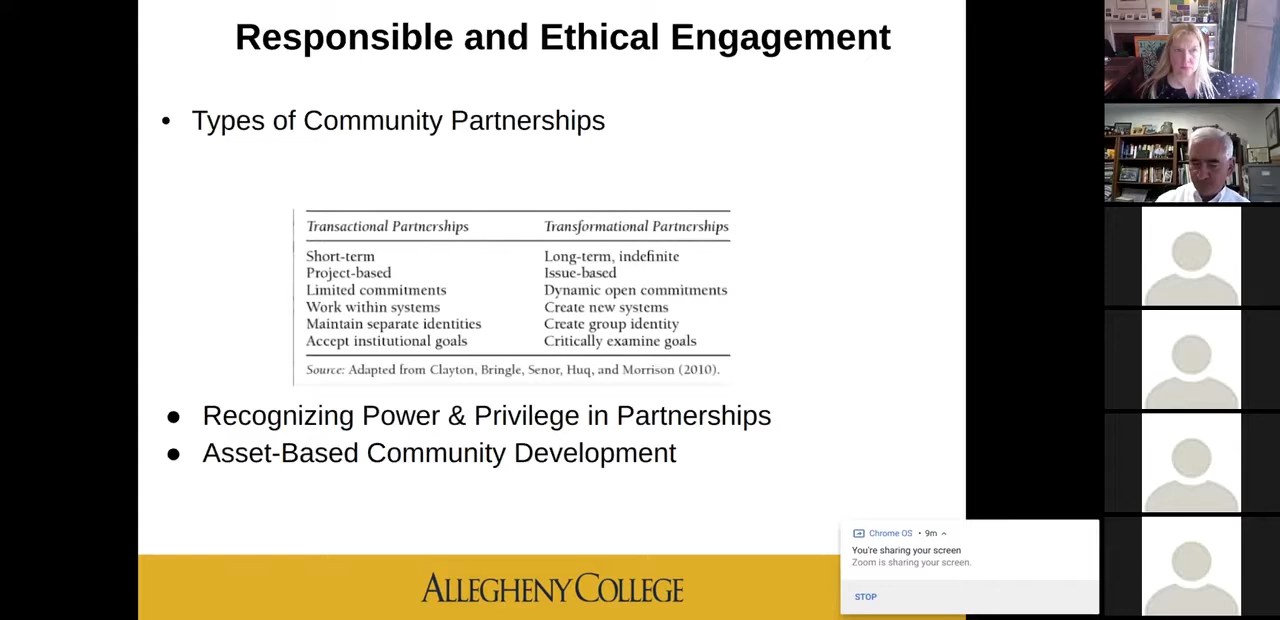 Responsible and Ethical Engagement
• Types of Community Partnerships
Transactional Partnerships Transformational Partnerships
Short-term Long-term, indefinite
Project-based Issue-based
Limited commitments Dynamic open commitments
Work within systems Create new systems
Maintain separate identities Create group identity
Accept institutional goals Critically examine goals
Source: Adapted from Clayton, Bringle, Senor, Huq, and Morrison (2010).
● Recognizing Power & Privilege in Partnerships
● Asset-Based Community Development
ALLEGHENY COLLEGE
Chrome OS • 9m
You're sharing your screen
Zoom is sharing your screen.
STOP